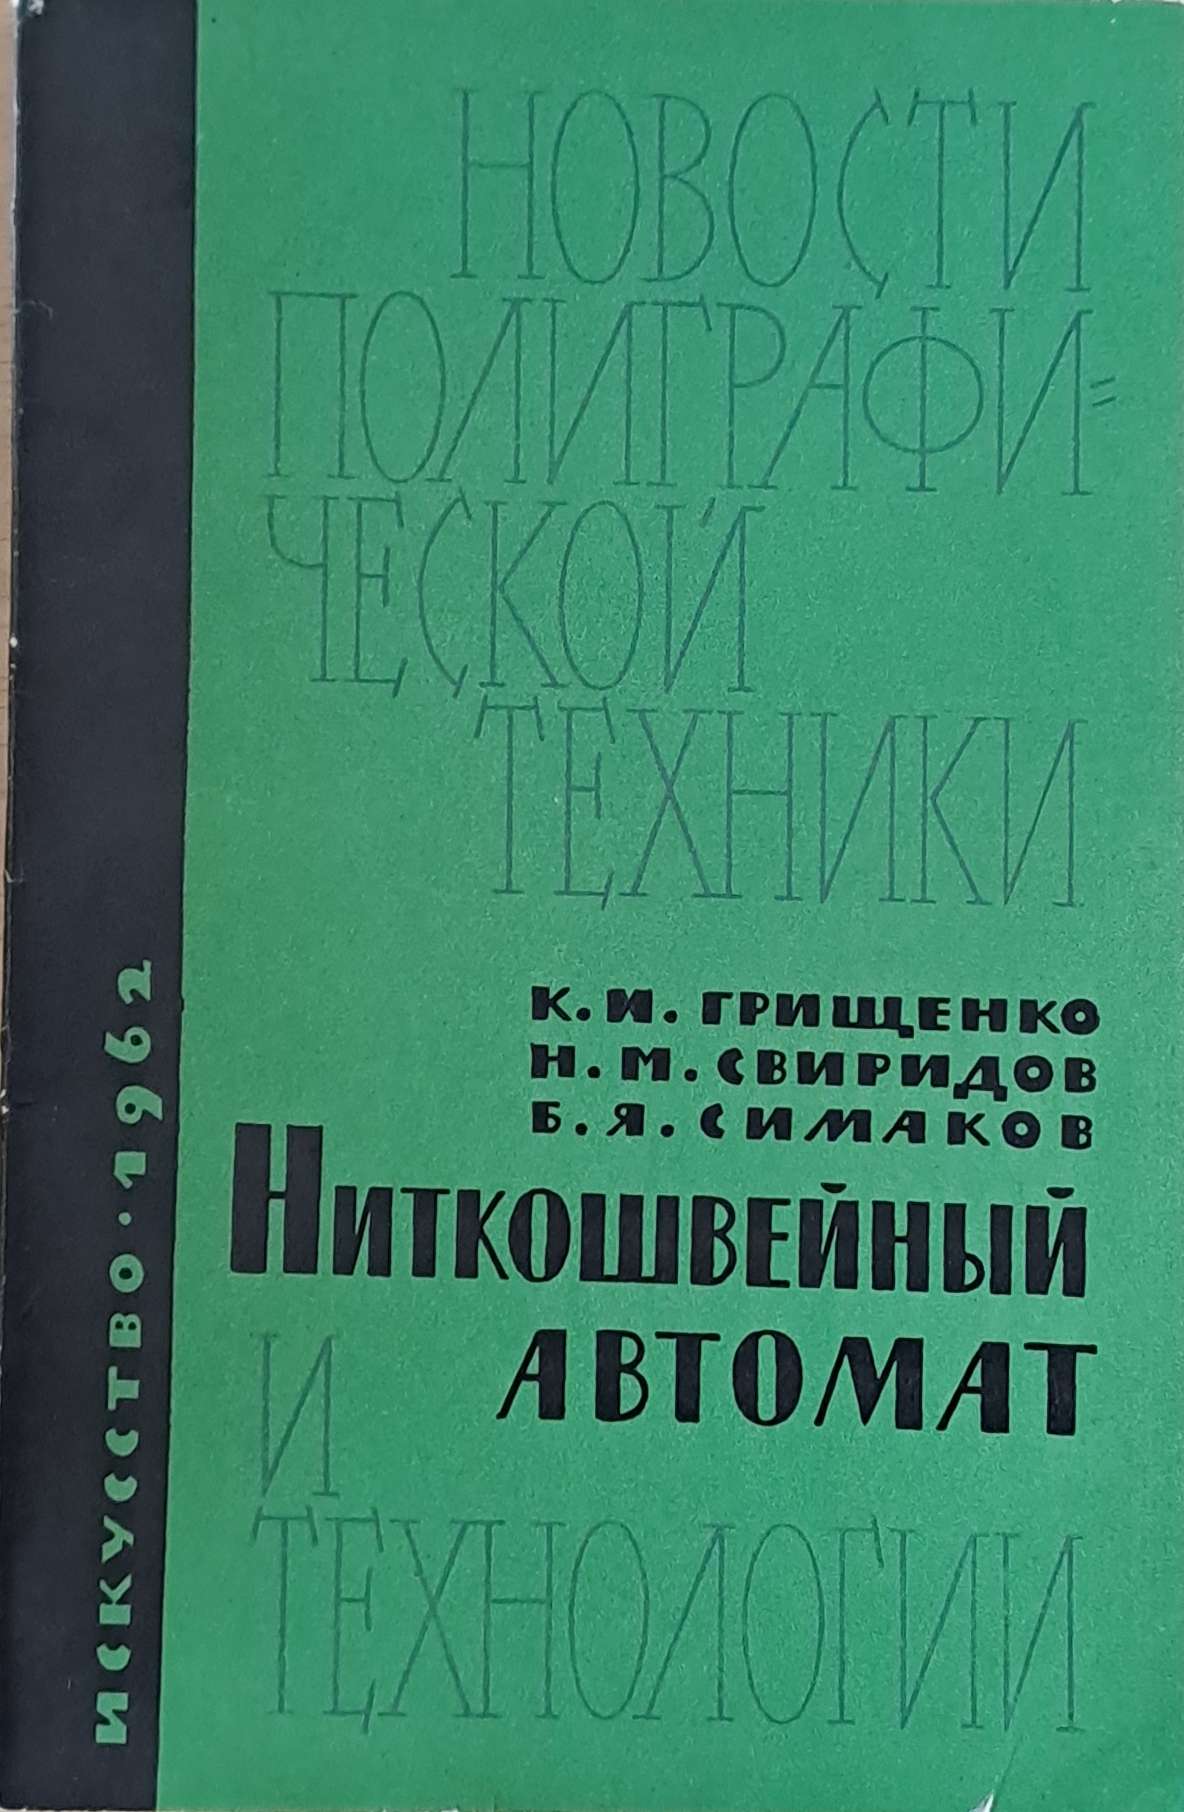 НОВОСТИ
ПОЛИГРАФИ=
ЧЕСКОЙ
ТЕХНИКИ
К. И. ГРИЩЕНКО
Н. М. СВИРИДОВ
Б. Я. СИМАКОВ
НИТКОШВЕЙНЫЙ
АВТОМАТ
И
ТЕХНОЛОГИИ
ИСКУССТВО · 1962